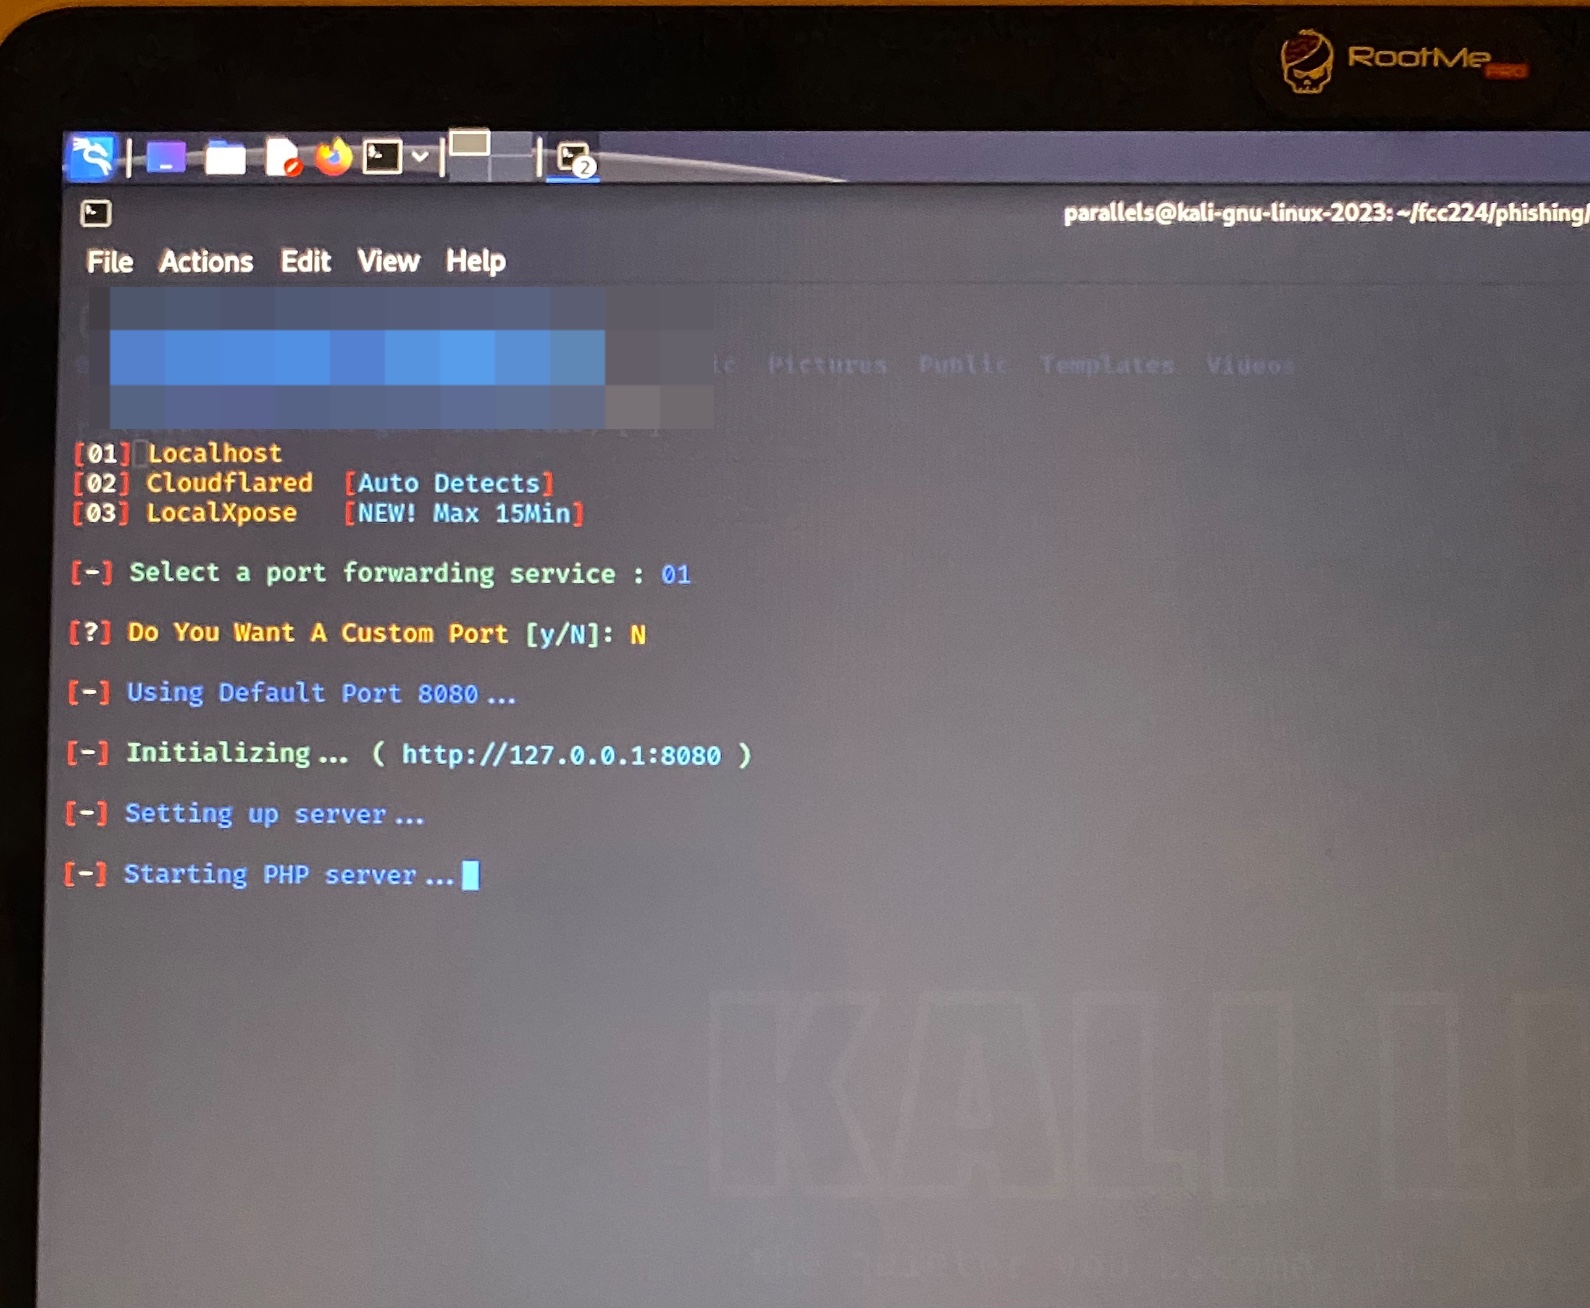 RootMe PRO
2
parallels@kali-gnu-linux-2023: ~/fcc224/phishing/
File Actions Edit View Help
Pictures Public Templates Videos
[01] Localhost
[02] Cloudflared [Auto Detects]
[03] LocalXpose [NEW! Max 15Min]
[-] Select a port forwarding service : 01
[?] Do You Want A Custom Port [y/N]: N
[-] Using Default Port 8080...
[-] Initializing... ( http://127.0.0.1:8080 )
[-] Setting up server...
[-] Starting PHP server...
KALI